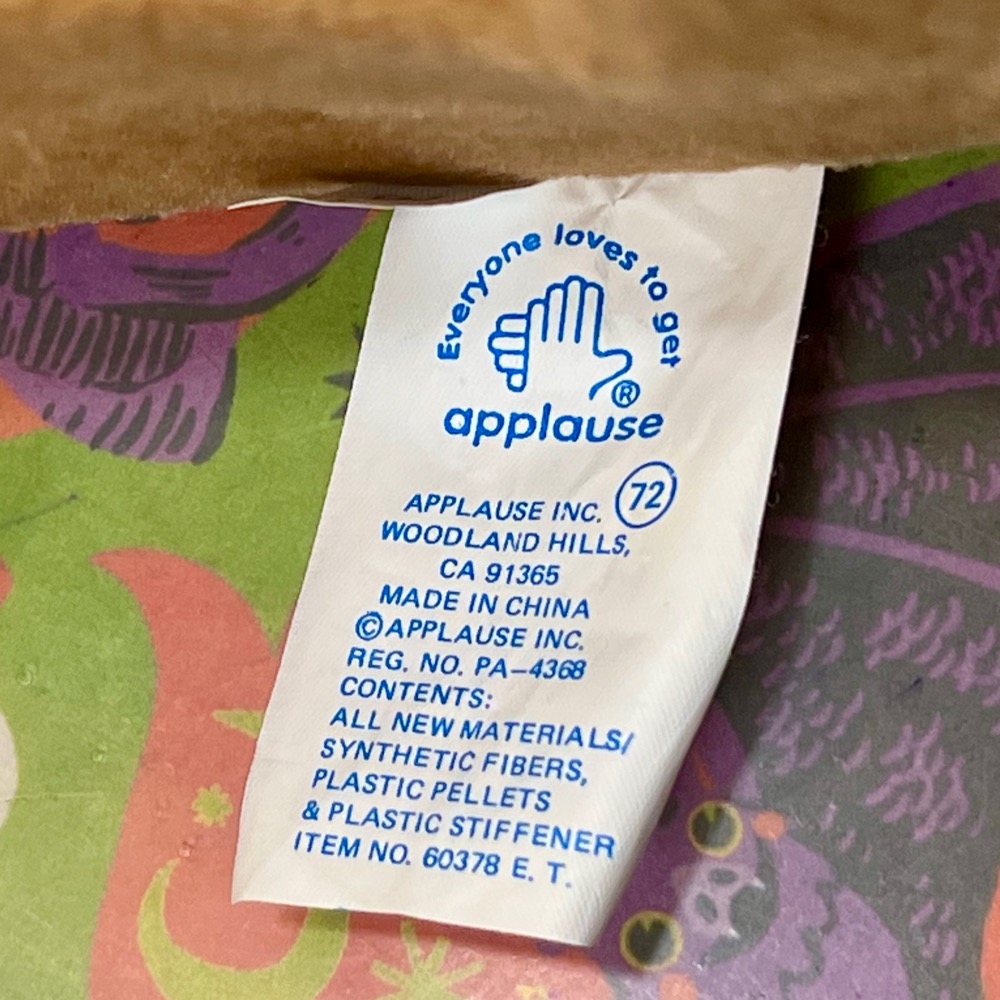 Everyone loves to get
®
applause
APPLAUSE INC. 72
WOODLAND HILLS,
CA 91365
MADE IN CHINA
©APPLAUSE INC.
REG. NO. PA-4368
CONTENTS:
ALL NEW MATERIALS/
SYNTHETIC FIBERS,
PLASTIC PELLETS
& PLASTIC STIFFENER
ITEM NO. 60378 E. T.